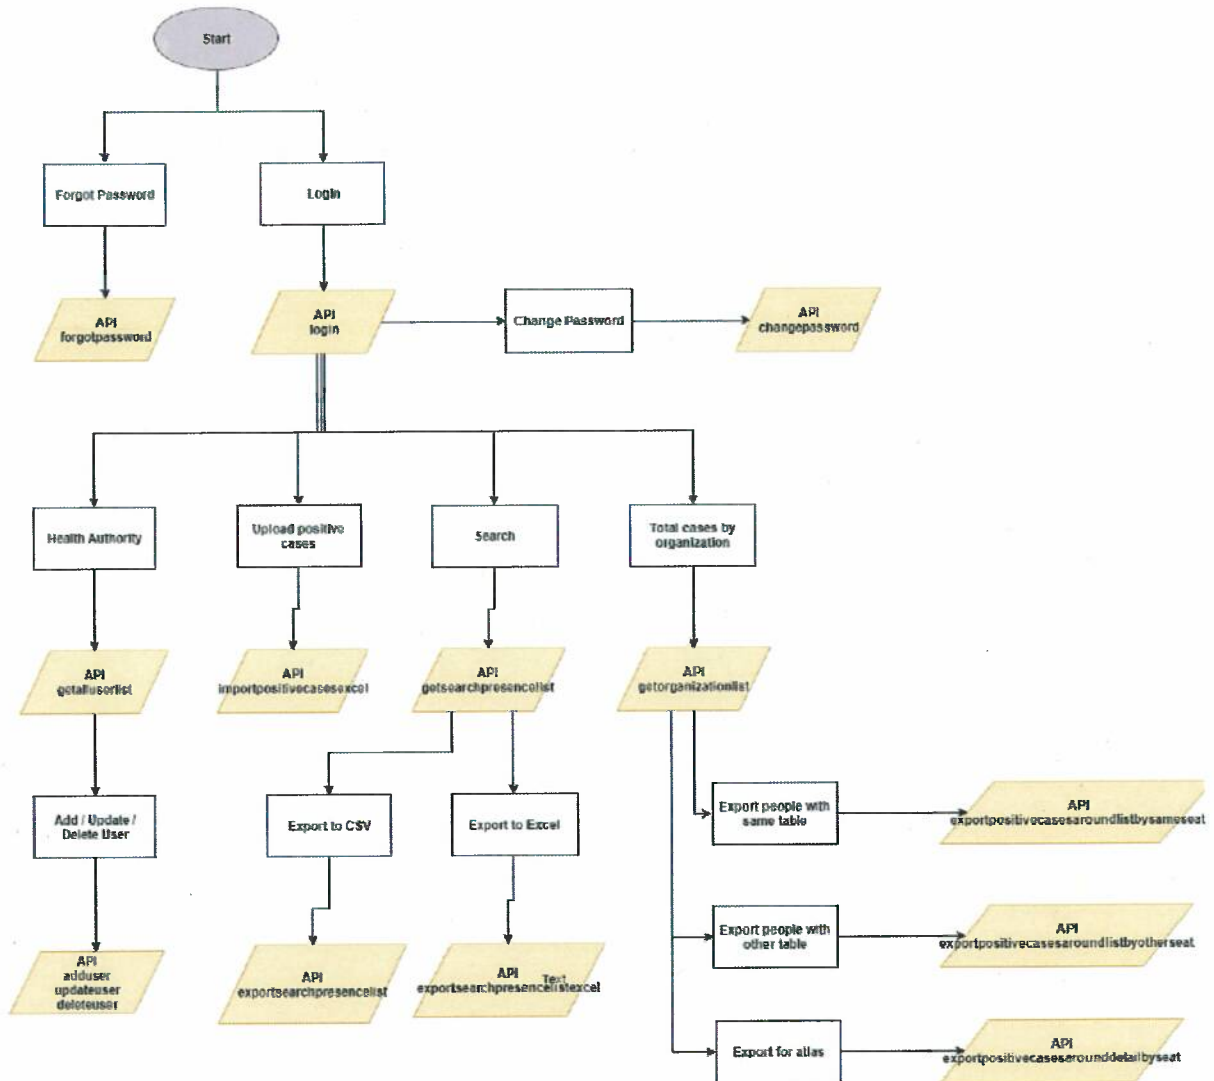 Start
Forgot Password
Login
API
forgotpassword
API
login
Change Password
API
changepassword
Health Authority
Upload positive
cases
Search
Total cases by
organization
API
getalluserlist
API
importpositivecasesexcel
API
getsearchpresencelist
API
getorganizationlist
Add / Update /
Delete User
Export to CSV
Export to Excel
Export people with
same table
API
exportpositivecasesaroundlistbysameseat
Export people with
other table
API
exportpositivecasesaroundlistbyotherseat
API
adduser
updateuser
deleteuser
API
exportsearchpresencelist
API
Text
exportsearchpresencelistexcel
Export for atlas
API
exportpositivecasesarounddetailbyseat